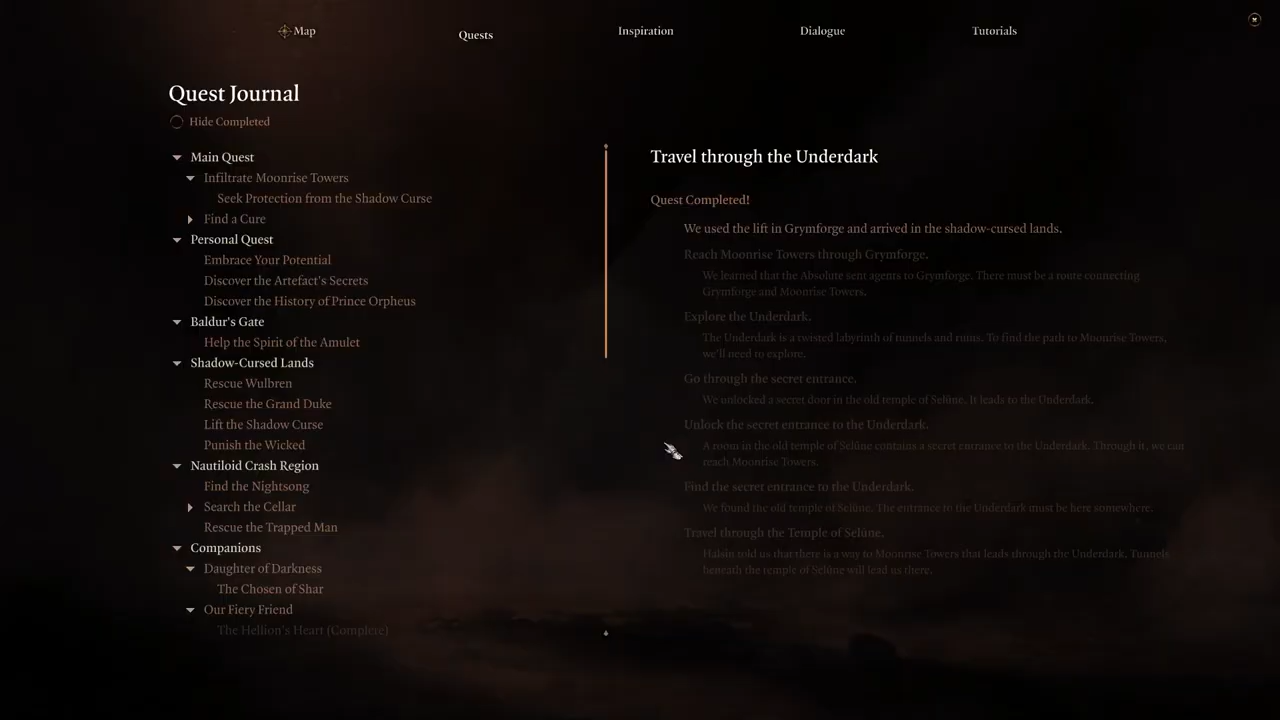 Map
Quests
Inspiration
Dialogue
Tutorials
Quest Journal
Hide Completed
Main Quest
Infiltrate Moonrise Towers
Seek Protection from the Shadow Curse
Find a Cure
Personal Quest
Embrace Your Potential
Discover the Artefact's Secrets
Discover the History of Prince Orpheus
Baldur's Gate
Help the Spirit of the Amulet
Shadow-Cursed Lands
Rescue Wulbren
Rescue the Grand Duke
Lift the Shadow Curse
Punish the Wicked
Nautiloid Crash Region
Find the Nightsong
Search the Cellar
Rescue the Trapped Man
Companions
Daughter of Darkness
The Chosen of Shar
Our Fiery Friend
The Hellion's Heart (Complete)
Travel through the Underdark
Quest Completed!
We used the lift in Grymforge and arrived in the shadow-cursed lands.
Reach Moonrise Towers through Grymforge.
We learned that the Absolute sent agents to Grymforge. There must be a route connecting
Grymforge and Moonrise Towers.
Explore the Underdark.
The Underdark is a twisted labyrinth of tunnels and ruins. To find the path to Moonrise Towers,
we'll need to explore.
Go through the secret entrance.
We unlocked a secret door in the old temple of Selûne. It leads to the Underdark.
Unlock the secret entrance to the Underdark.
A room in the old temple of Selûne contains a secret entrance to the Underdark. Through it, we can
reach Moonrise Towers.
Find the secret entrance to the Underdark.
We found the old temple of Selûne. The entrance to the Underdark must be here somewhere.
Travel through the Temple of Selûne.
Halsin told us that there is a way to Moonrise Towers that leads through the Underdark. Tunnels
beneath the temple of Selûne will lead us there.